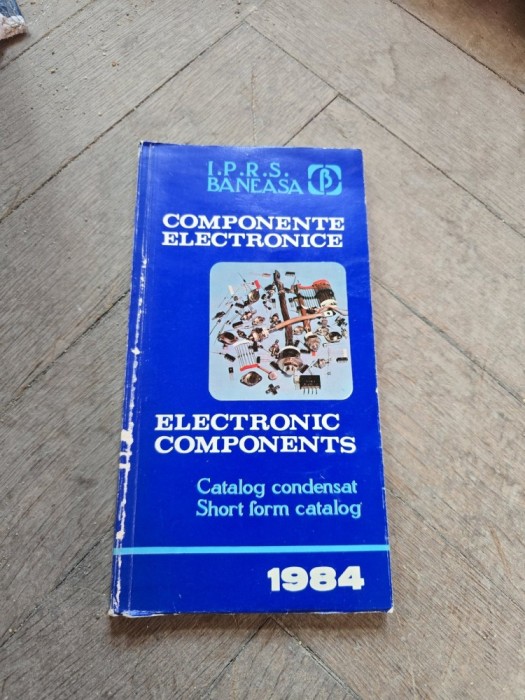 I.P.R.S.
BANEASA
β
COMPONENTE
ELECTRONICE
ELECTRONIC
COMPONENTS
Catalog condensat
Short form catalog
1984